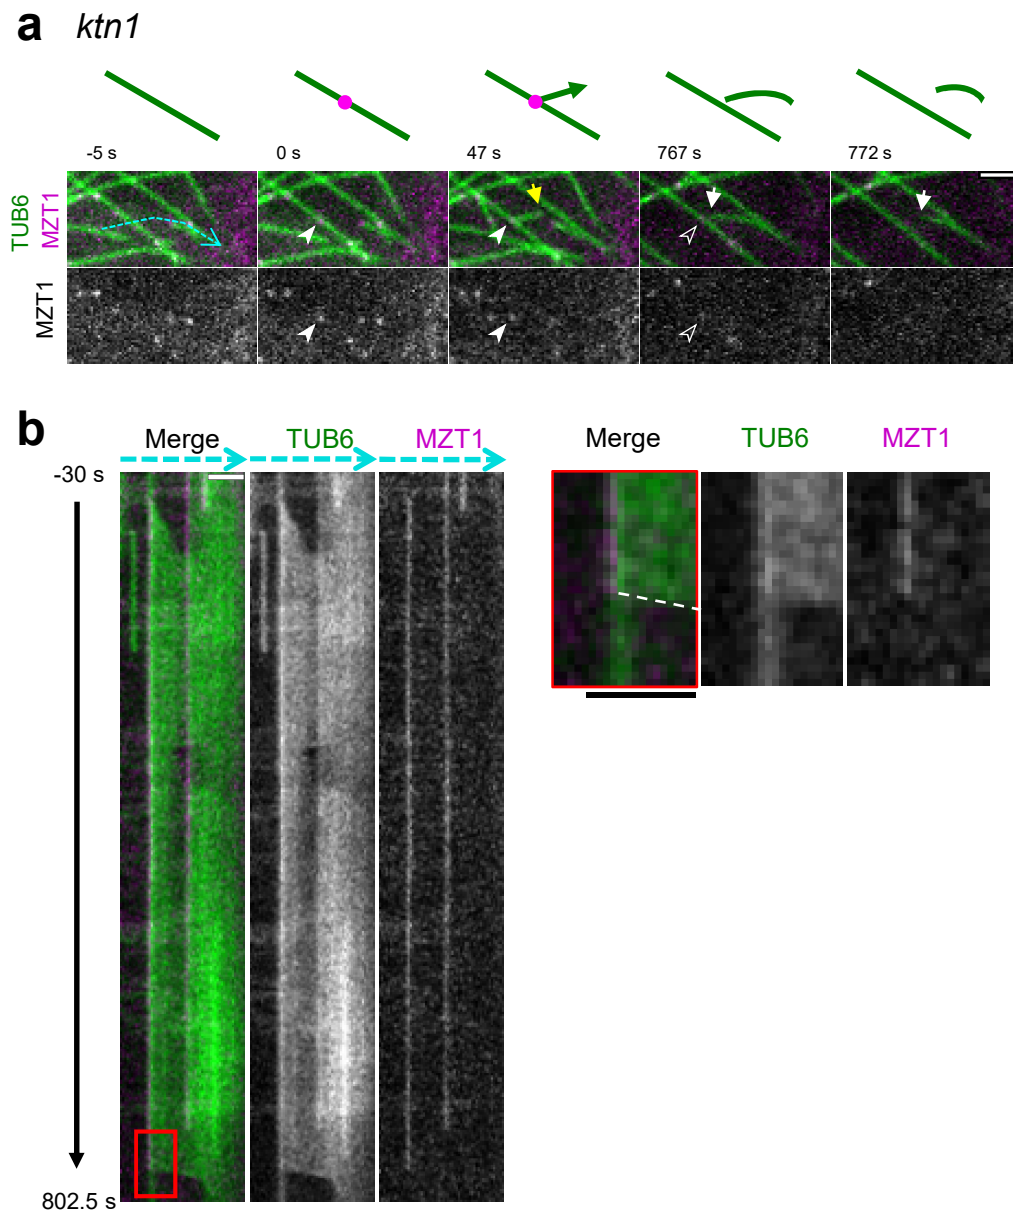 a ktn1
-5 s 0 s 47 s 767 s 772 s
TUB6
MZT1
MZT1
b
Merge TUB6 MZT1 Merge TUB6 MZT1
-30 s
802.5 s